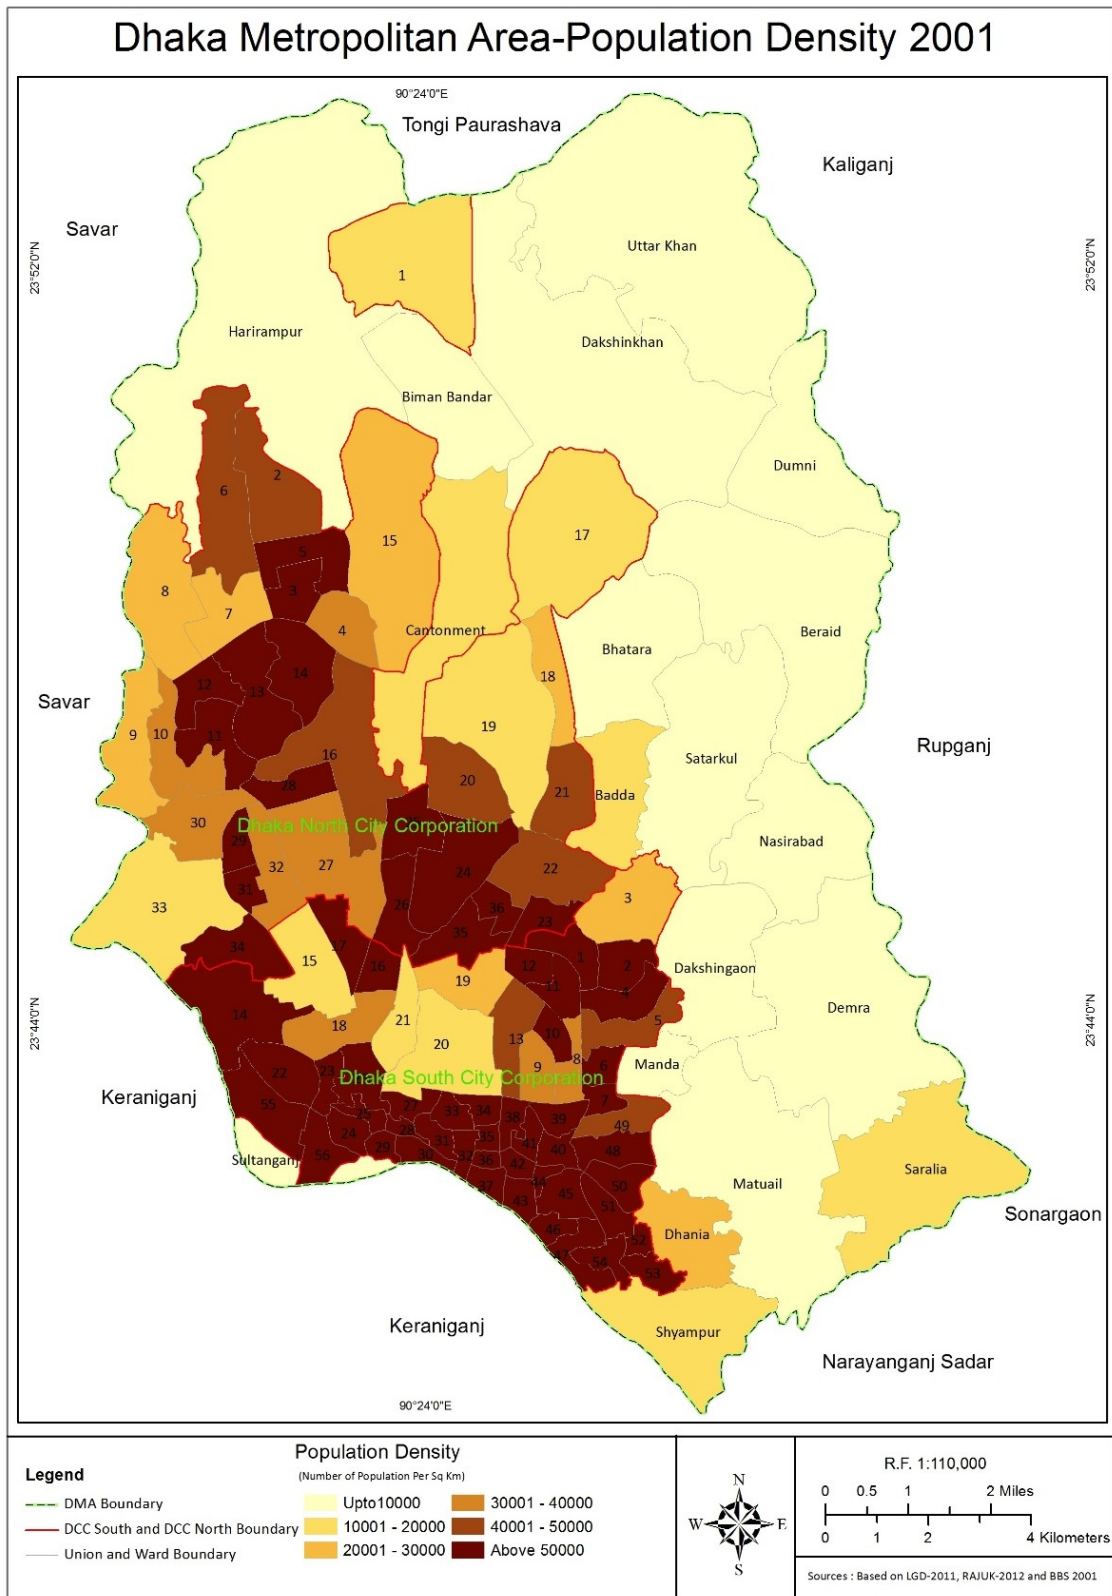 Dhaka Metropolitan Area-Population Density 2001
90°24'0"E
Tongi Paurashava
Kaliganj
Savar
23°52'0"N
23°52'0"N
Uttar Khan
1
Harirampur
Dakshinkhan
Biman Bandar
Dumni
6
2
17
15
5
8
3
7
4
Cantonment
Beraid
Bhatara
14
18
12
13
Savar
9
10
11
19
Rupganj
16
Satarkul
20
28
21
Badda
30
Dhaka North City Corporation
29
Nasirabad
32
27
24
22
31
26
3
33
36
23
35
34
17
15
16
12
1
2
Dakshingaon
19
11
4
14
18
21
20
13
10
5
Demra
23°44'0"N
23°44'0"N
9
8
6
Manda
22
23
Dhaka South City Corporation
7
Keraniganj
55
25
27
33
34
38
39
49
24
28
31
35
41
40
48
29
30
32
36
42
Sultanganj
56
37
44
45
50
Matuail
Saralia
43
51
Sonargaon
46
52
Dhania
47
54
53
Keraniganj
Shyampur
Narayanganj Sadar
90°24'0"E
Legend
DMA Boundary
DCC South and DCC North Boundary
Union and Ward Boundary
Population Density
(Number of Population Per Sq Km)
Upto10000
30001 - 40000
10001 - 20000
40001 - 50000
20001 - 30000
Above 50000
N
W
E
S
R.F. 1:110,000
0 0.5 1 2 Miles
0 1 2 4 Kilometers
Sources : Based on LGD-2011, RAJUK-2012 and BBS 2001